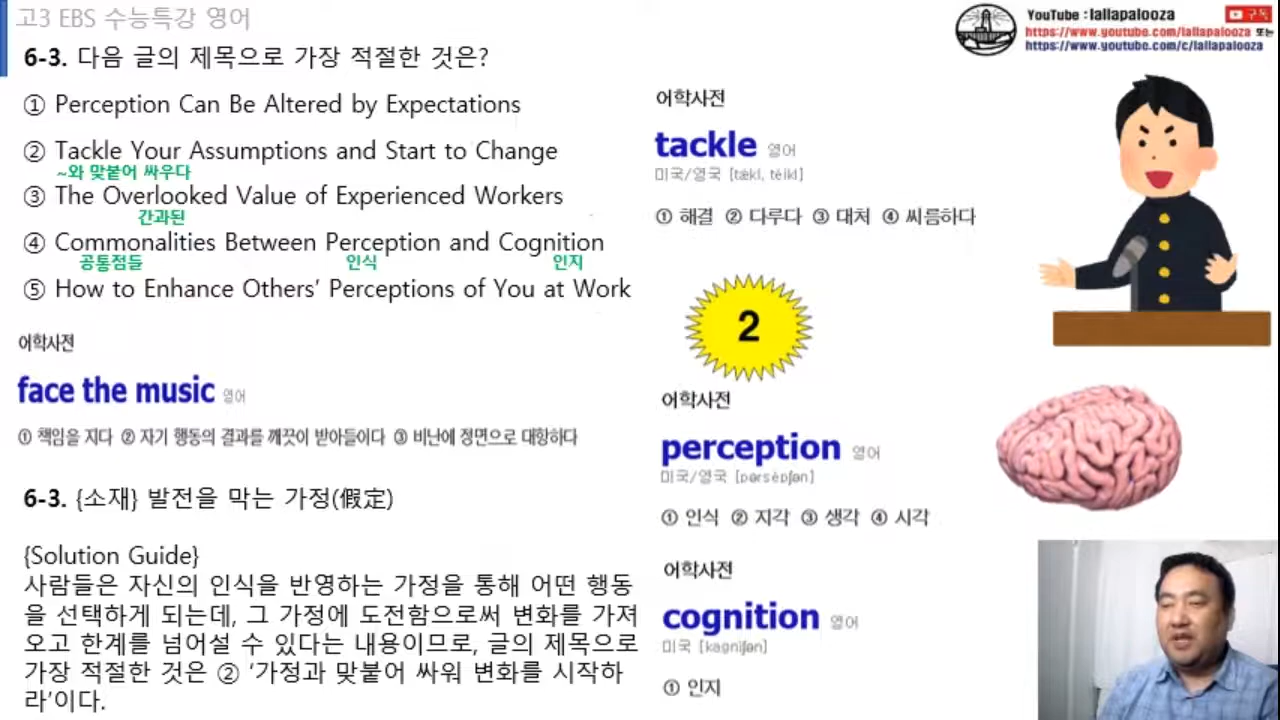 고3 EBS 수능특강 영어
6-3. 다음 글의 제목으로 가장 적절한 것은?
① Perception Can Be Altered by Expectations
② Tackle Your Assumptions and Start to Change
~와 맞붙어 싸우다
③ The Overlooked Value of Experienced Workers
간과된
④ Commonalities Between Perception and Cognition
공통점들 인식 인지
⑤ How to Enhance Others' Perceptions of You at Work
어학사전
face the music 영어
① 책임을 지다 ② 자기 행동의 결과를 깨끗이 받아들이다 ③ 비난에 정면으로 대항하다
6-3. {소재} 발전을 막는 가정(假定)
{Solution Guide}
사람들은 자신의 인식을 반영하는 가정을 통해 어떤 행동
을 선택하게 되는데, 그 가정에 도전함으로써 변화를 가져
오고 한계를 넘어설 수 있다는 내용이므로, 글의 제목으로
가장 적절한 것은 ② '가정과 맞붙어 싸워 변화를 시작하
라'이다.
YouTube : lallapalooza
구독
https://www.youtube.com/lallapalooza 또는
https://www.youtube.com/c/lallapalooza
어학사전
tackle 영어
미국/영국 [tækl, téikl]
① 해결 ② 다루다 ③ 대처 ④ 씨름하다
2
어학사전
perception 영어
미국/영국 [pərsépʃən]
① 인식 ② 지각 ③ 생각 ④ 시각
어학사전
cognition 영어
미국 [kɑgníʃən]
① 인지